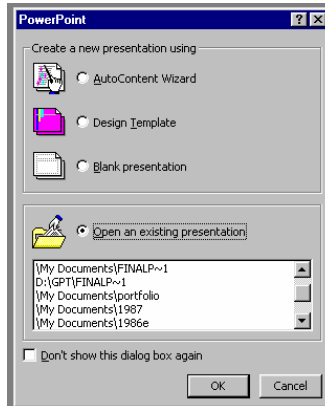 PowerPoint
Create a new presentation using
AutoContent Wizard
Design Template
Blank presentation
Open an existing presentation
\My Documents\FINALP~1
D:\GPT\FINALP~1
\My Documents\portfolio
\My Documents\1987
\My Documents\1986e
Don't show this dialog box again
OK Cancel